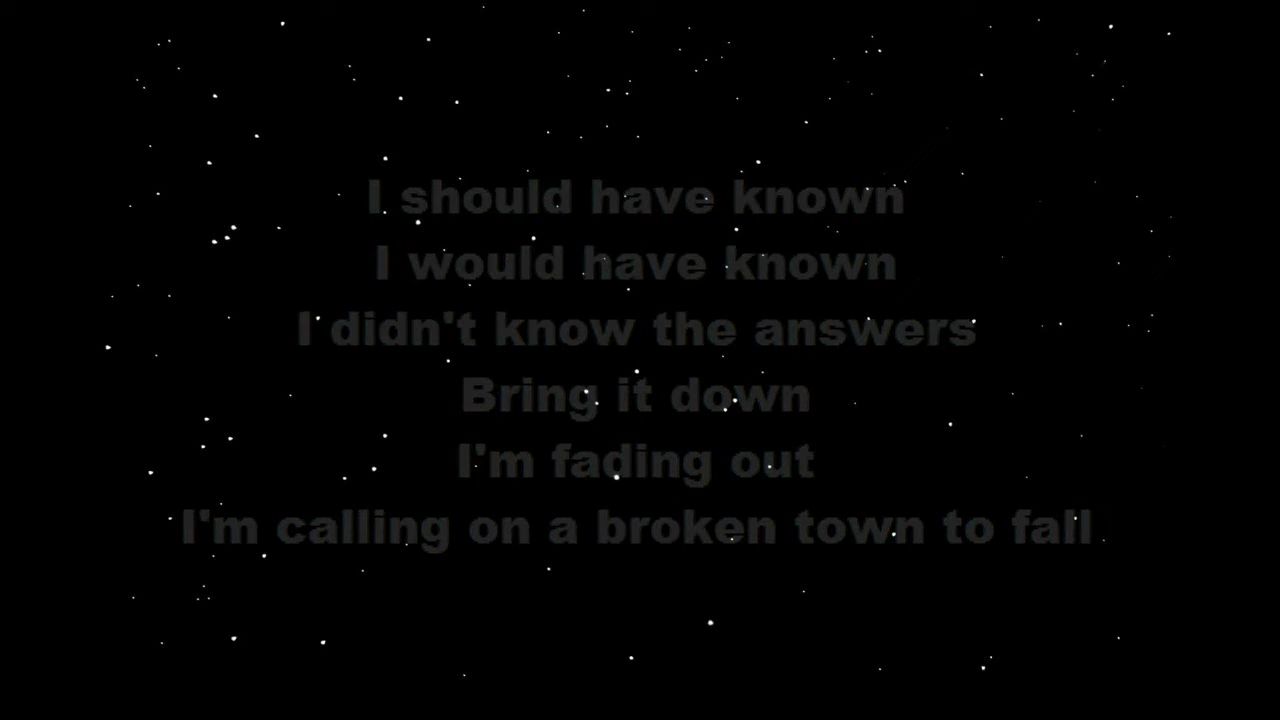 I should have known
I would have known
I didn't know the answers
Bring it down
I'm fading out
I'm calling on a broken town to fall